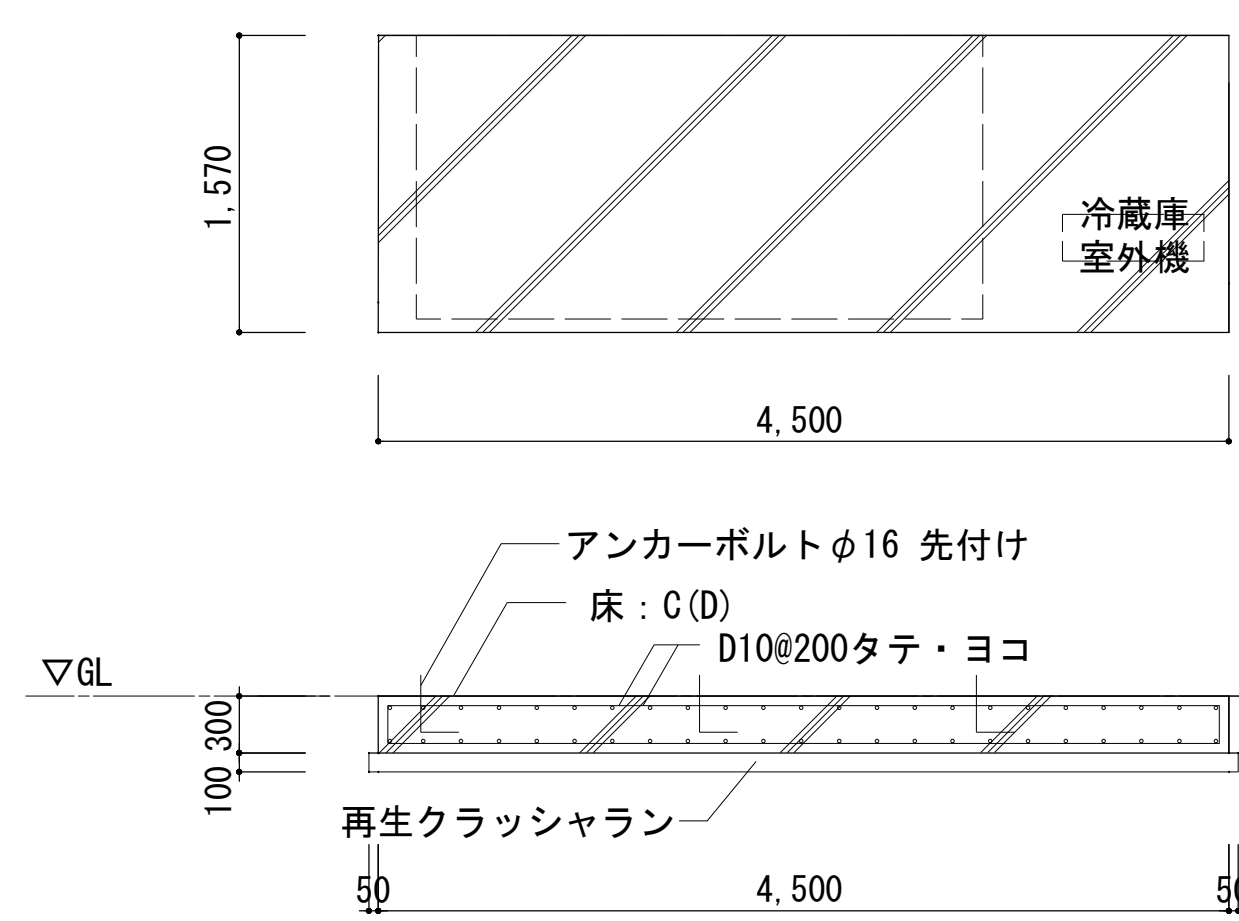 1,570
冷蔵庫
室外機
4,500
アンカーボルトφ16 先付け
床：C(D)
D10@200タテ・ヨコ
▽GL
300
100
再生クラッシャラン
50
4,500
50